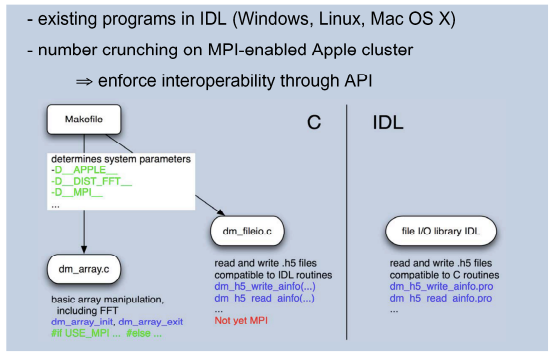 - existing programs in IDL (Windows, Linux, Mac OS X)
- number crunching on MPI-enabled Apple cluster
⇒ enforce interoperability through API
Makefile
C
IDL
determines system parameters
-D__APPLE__
-D__DIST_FFT__
-D__MPI__
...
dm_fileio.c
file I/O library IDL
dm_array.c
read and write .h5 files
compatible to IDL routines
dm_h5_write_ainfo(...)
dm_h5_read_ainfo(...)
...
Not yet MPI
read and write .h5 files
compatible to C routines
dm_h5_write_ainfo.pro
dm_h5_read_ainfo.pro
...
basic array manipulation,
including FFT
dm_array_init, dm_array_exit
#if USE_MPI ... #else ...